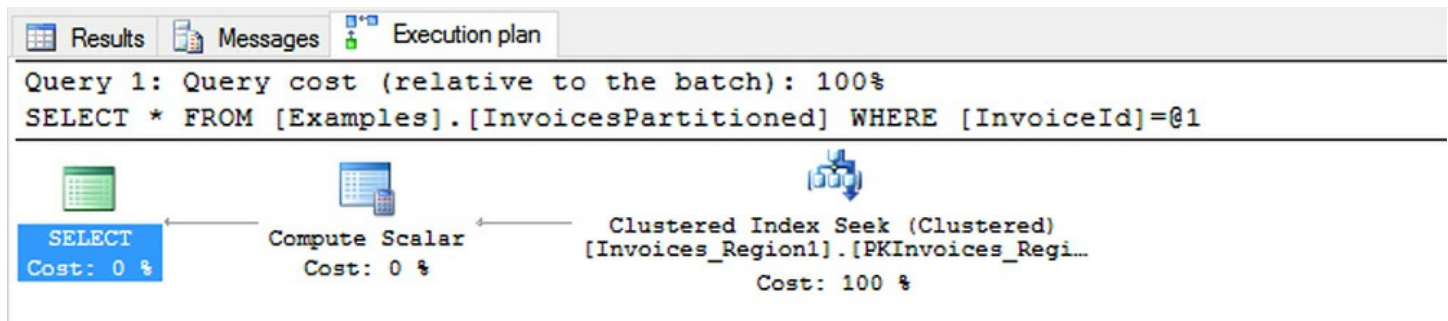 Results Messages Execution plan
Query 1: Query cost (relative to the batch): 100%
SELECT * FROM [Examples].[InvoicesPartitioned] WHERE [InvoiceId]=@1
SELECT
Cost: 0 %
Compute Scalar
Cost: 0 %
Clustered Index Seek (Clustered)
[Invoices_Region1].[PKInvoices_Regi…
Cost: 100 %